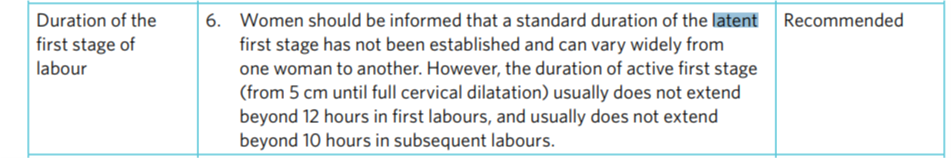 Duration of the
first stage of
labour
6. Women should be informed that a standard duration of the latent
first stage has not been established and can vary widely from
one woman to another. However, the duration of active first stage
(from 5 cm until full cervical dilatation) usually does not extend
beyond 12 hours in first labours, and usually does not extend
beyond 10 hours in subsequent labours.
Recommended